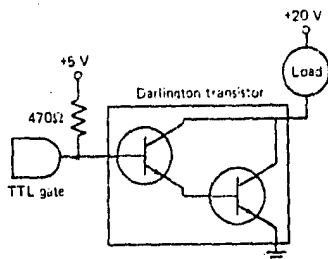 +20 V
+5 V
Load
Darlington transistor
470Ω
TTL gate